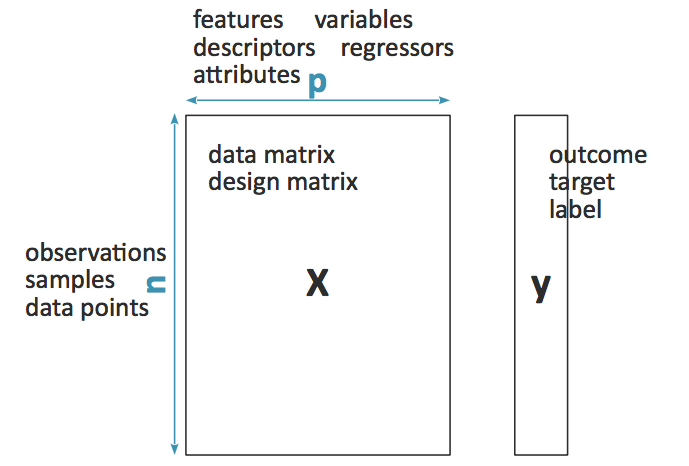 features variables
descriptors regressors
attributes p
data matrix
design matrix
outcome
target
label
observations
samples n
data points
X
y